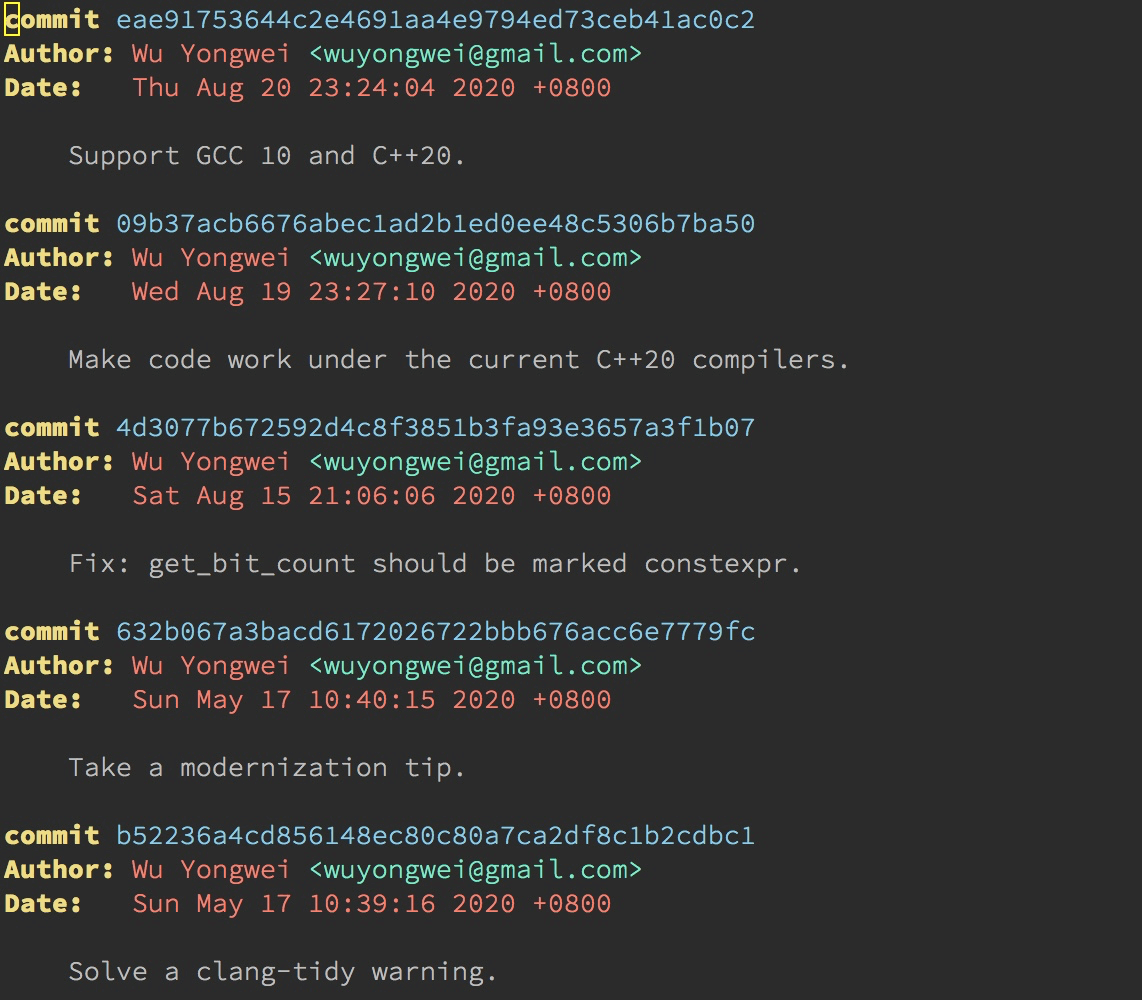 commit eae91753644c2e4691aa4e9794ed73ceb41ac0c2
Author: Wu Yongwei <wuyongwei@gmail.com>
Date:   Thu Aug 20 23:24:04 2020 +0800

    Support GCC 10 and C++20.

commit 09b37acb6676abec1ad2b1ed0ee48c5306b7ba50
Author: Wu Yongwei <wuyongwei@gmail.com>
Date:   Wed Aug 19 23:27:10 2020 +0800

    Make code work under the current C++20 compilers.

commit 4d3077b672592d4c8f3851b3fa93e3657a3f1b07
Author: Wu Yongwei <wuyongwei@gmail.com>
Date:   Sat Aug 15 21:06:06 2020 +0800

    Fix: get_bit_count should be marked constexpr.

commit 632b067a3bacd6172026722bbb676acc6e7779fc
Author: Wu Yongwei <wuyongwei@gmail.com>
Date:   Sun May 17 10:40:15 2020 +0800

    Take a modernization tip.

commit b52236a4cd856148ec80c80a7ca2df8c1b2cdbc1
Author: Wu Yongwei <wuyongwei@gmail.com>
Date:   Sun May 17 10:39:16 2020 +0800

    Solve a clang-tidy warning.